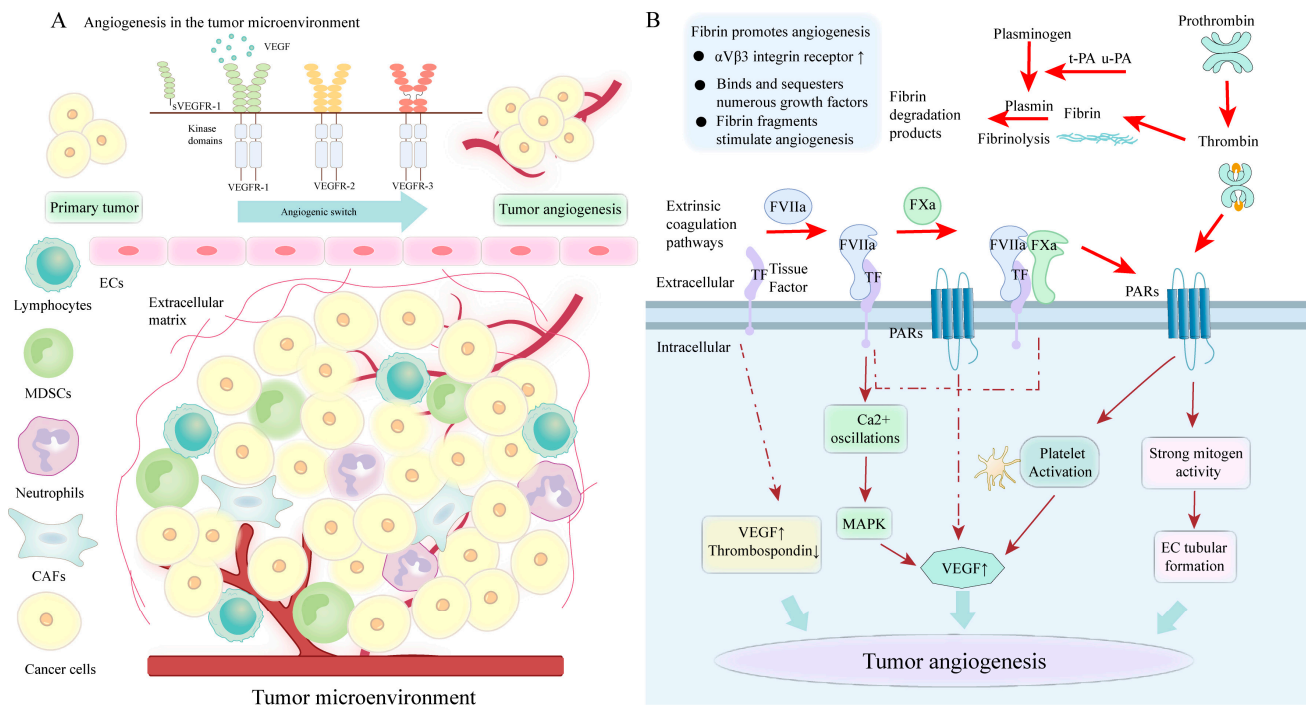 A
Angiogenesis in the tumor microenvironment
VEGF
sVEGFR-1
Kinase
domains
VEGFR-1
VEGFR-2
VEGFR-3
Primary tumor
Angiogenic switch
Tumor angiogenesis
ECs
Lymphocytes
Extracellular
matrix
MDSCs
Neutrophils
CAFs
Cancer cells
Tumor microenvironment
B
Fibrin promotes angiogenesis
● αVβ3 integrin receptor ↑
● Binds and sequesters
numerous growth factors
● Fibrin fragments
stimulate angiogenesis
Plasminogen
t-PA u-PA
Prothrombin
Fibrin
degradation
products
Plasmin
Fibrinolysis
Fibrin
Thrombin
Extrinsic
coagulation
pathways
FVIIa
FXa
FVIIa
TF
Tissue
Factor
TF
FVIIa
FXa
TF
Extracellular
PARs
PARs
Intracellular
Ca2+
oscillations
Platelet
Activation
Strong mitogen
activity
VEGF↑
Thrombospondin↓
MAPK
VEGF↑
EC tubular
formation
Tumor angiogenesis